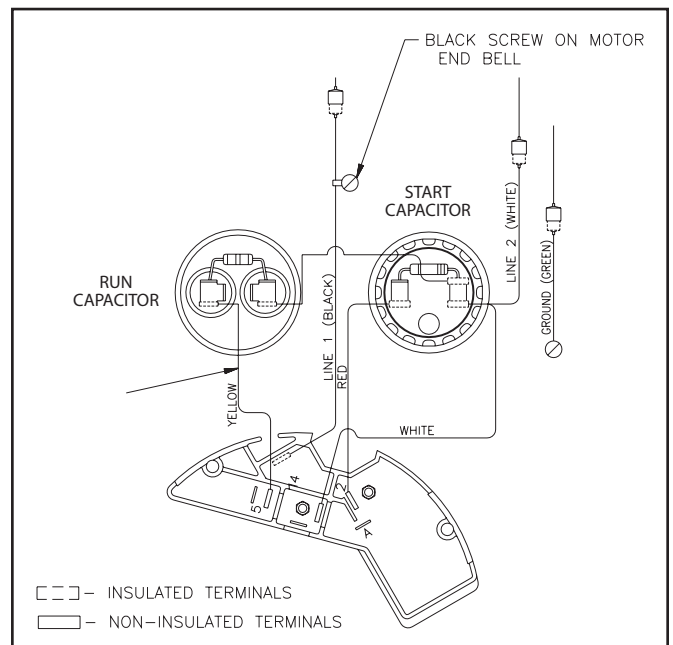 BLACK SCREW ON MOTOR
END BELL
START
CAPACITOR
RUN
CAPACITOR
LINE 1 (BLACK)
RED
LINE 2 (WHITE)
GROUND (GREEN)
YELLOW
WHITE
5
14
2
A
- INSULATED TERMINALS
- NON-INSULATED TERMINALS